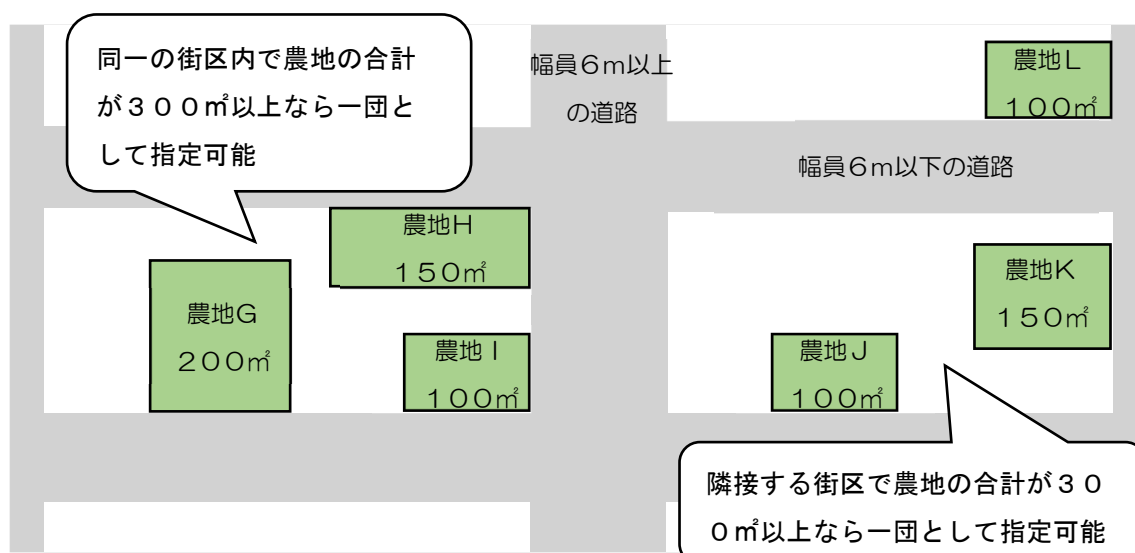 同一の街区内で農地の合計
が３００㎡以上なら一団と
して指定可能
幅員６ｍ以上
の道路
農地Ｌ
１００㎡
幅員６ｍ以下の道路
農地Ｈ
１５０㎡
農地Ｇ
２００㎡
農地Ｉ
１００㎡
農地Ｋ
１５０㎡
農地Ｊ
１００㎡
隣接する街区で農地の合計が３０
０㎡以上なら一団として指定可能